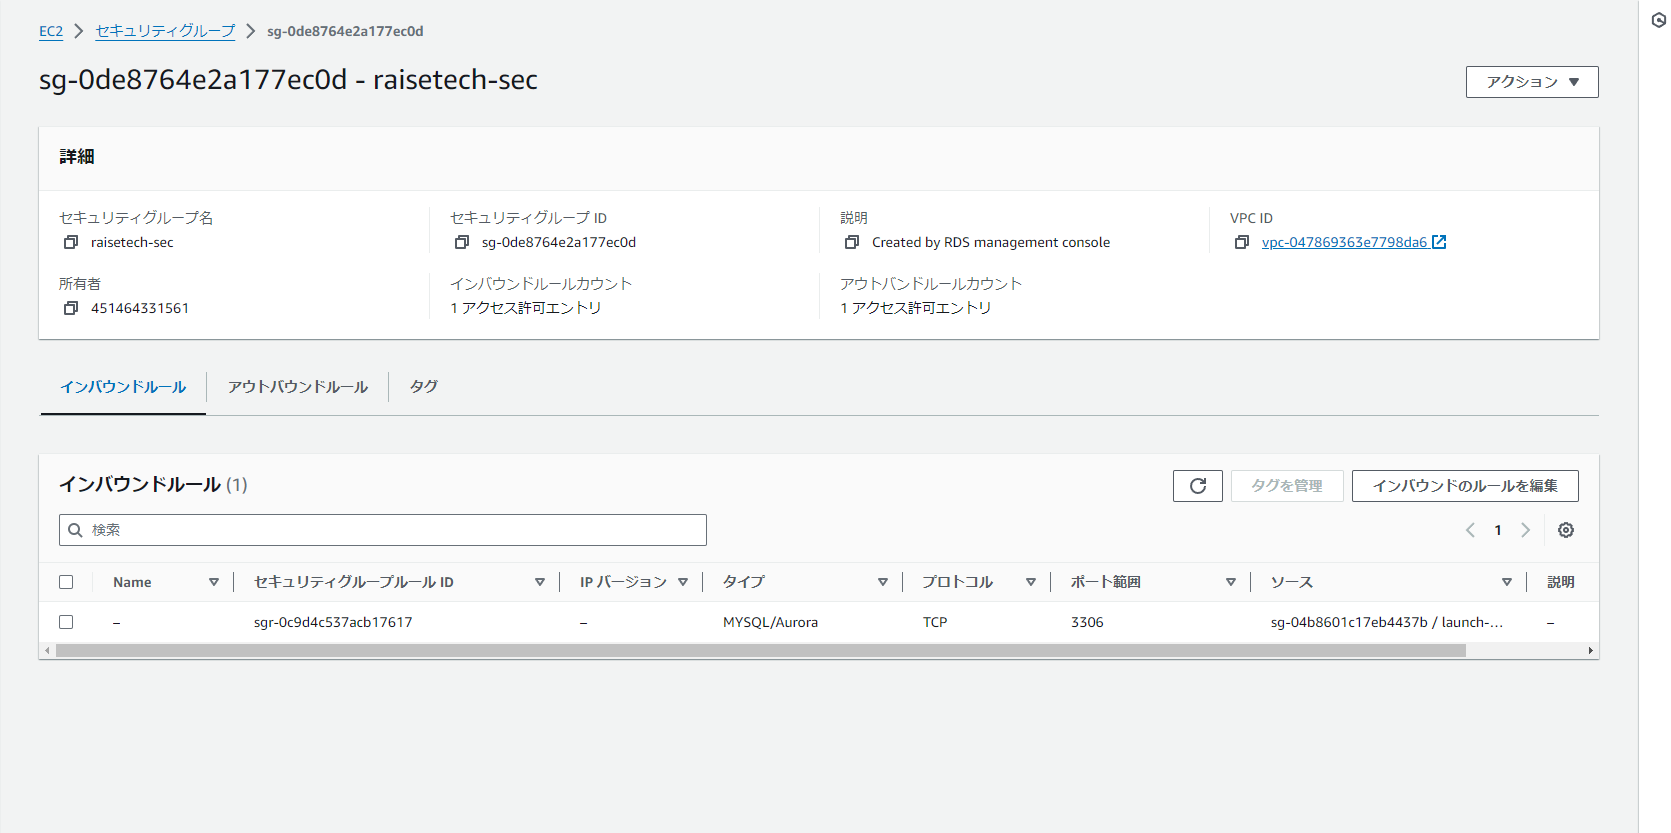 EC2 > セキュリティグループ > sg-0de8764e2a177ec0d
sg-0de8764e2a177ec0d - raisetech-sec
アクション ▼
詳細
セキュリティグループ名
raisetech-sec
セキュリティグループ ID
sg-0de8764e2a177ec0d
説明
Created by RDS management console
VPC ID
vpc-047869363e7798da6
所有者
451464331561
インバウンドルールカウント
1 アクセス許可エントリ
アウトバンドルールカウント
1 アクセス許可エントリ
インバウンドルール アウトバウンドルール タグ
インバウンドルール (1)
タグを管理 インバウンドのルールを編集
検索
1
Name セキュリティグループルール ID IP バージョン タイプ プロトコル ポート範囲 ソース 説明
– sgr-0c9d4c537acb17617 – MYSQL/Aurora TCP 3306 sg-04b8601c17eb4437b / launch-... –